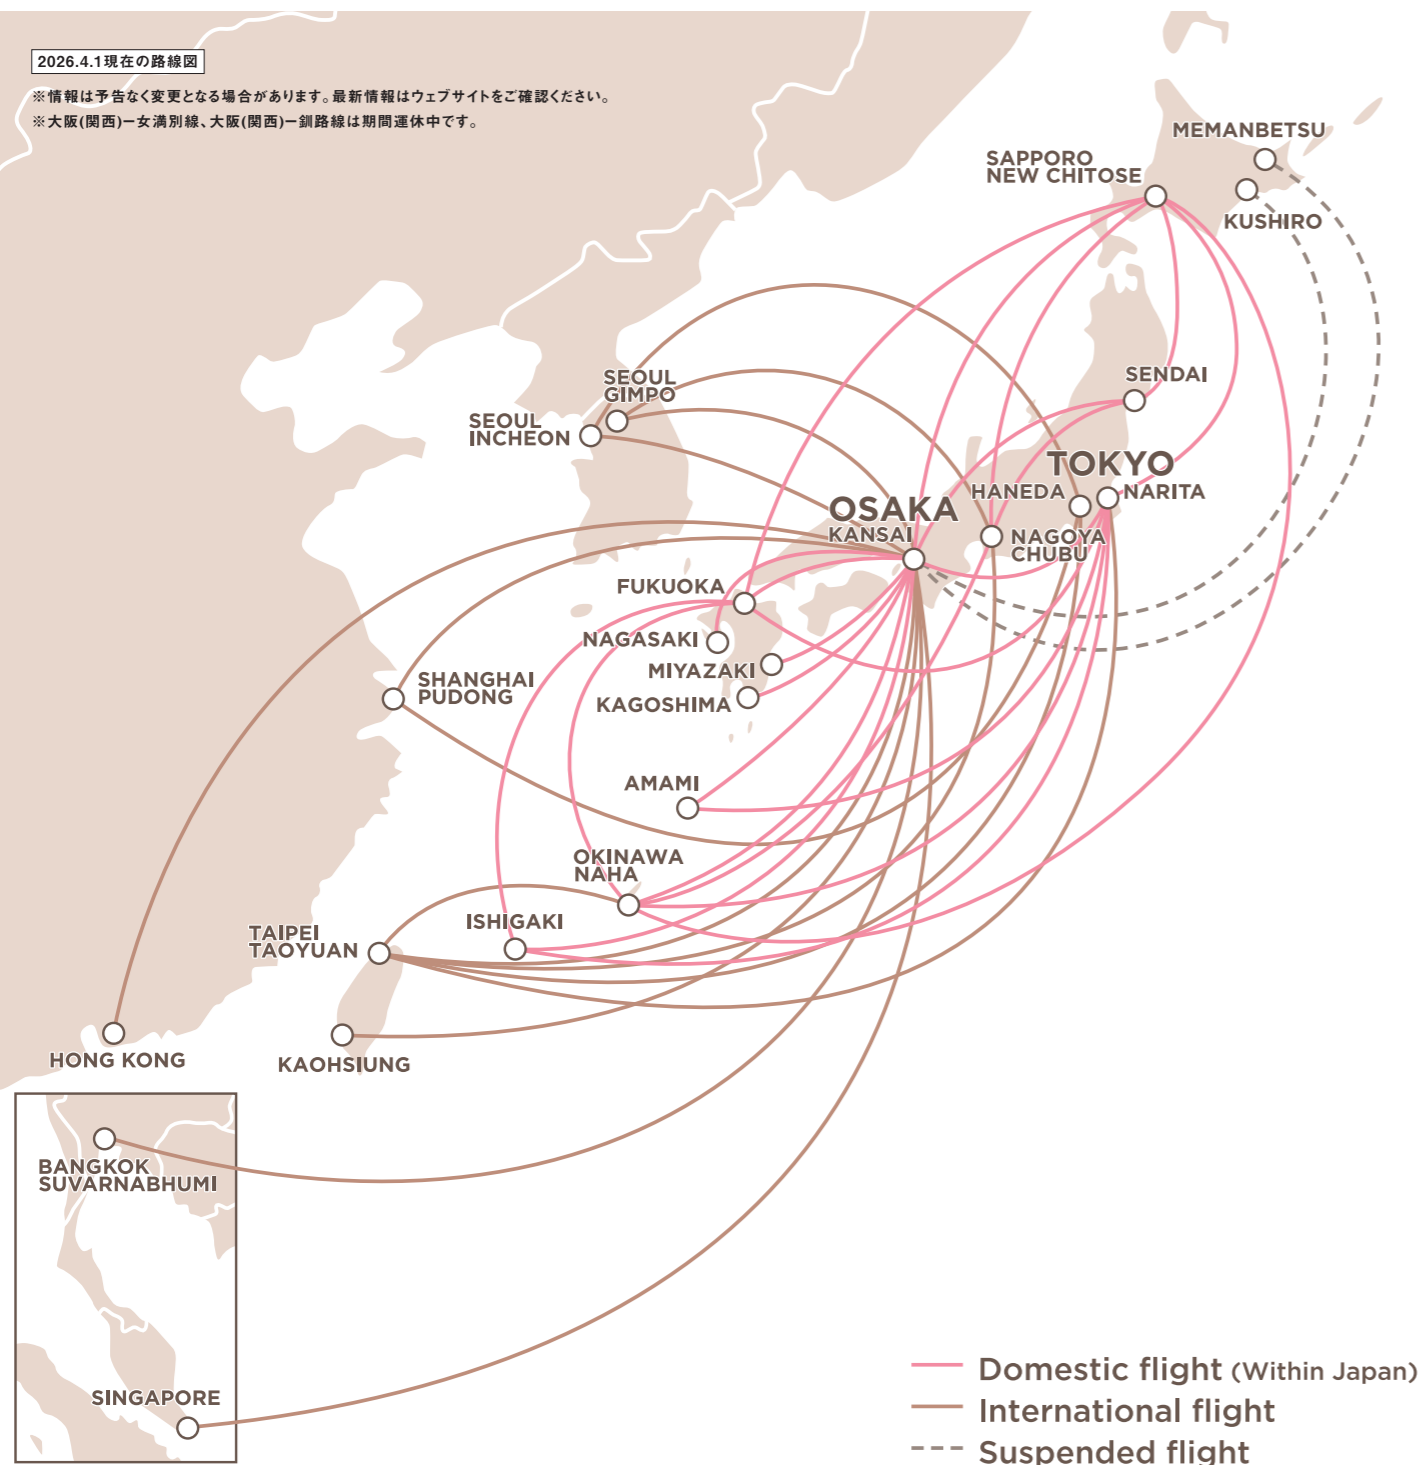 2026.4.1現在の路線図
※情報は予告なく変更となる場合があります。最新情報はウェブサイトをご確認ください。
※大阪(関西)ー女満別線、大阪(関西)ー釧路線は期間運休中です。
MEMANBETSU
SAPPORO
NEW CHITOSE
KUSHIRO
SENDAI
SEOUL
GIMPO
SEOUL
INCHEON
TOKYO
HANEDA
NARITA
OSAKA
KANSAI
NAGOYA
CHUBU
FUKUOKA
NAGASAKI
MIYAZAKI
KAGOSHIMA
SHANGHAI
PUDONG
AMAMI
OKINAWA
NAHA
ISHIGAKI
TAIPEI
TAOYUAN
HONG KONG
KAOHSIUNG
BANGKOK
SUVARNABHUMI
SINGAPORE
Domestic flight (Within Japan)
International flight
Suspended flight